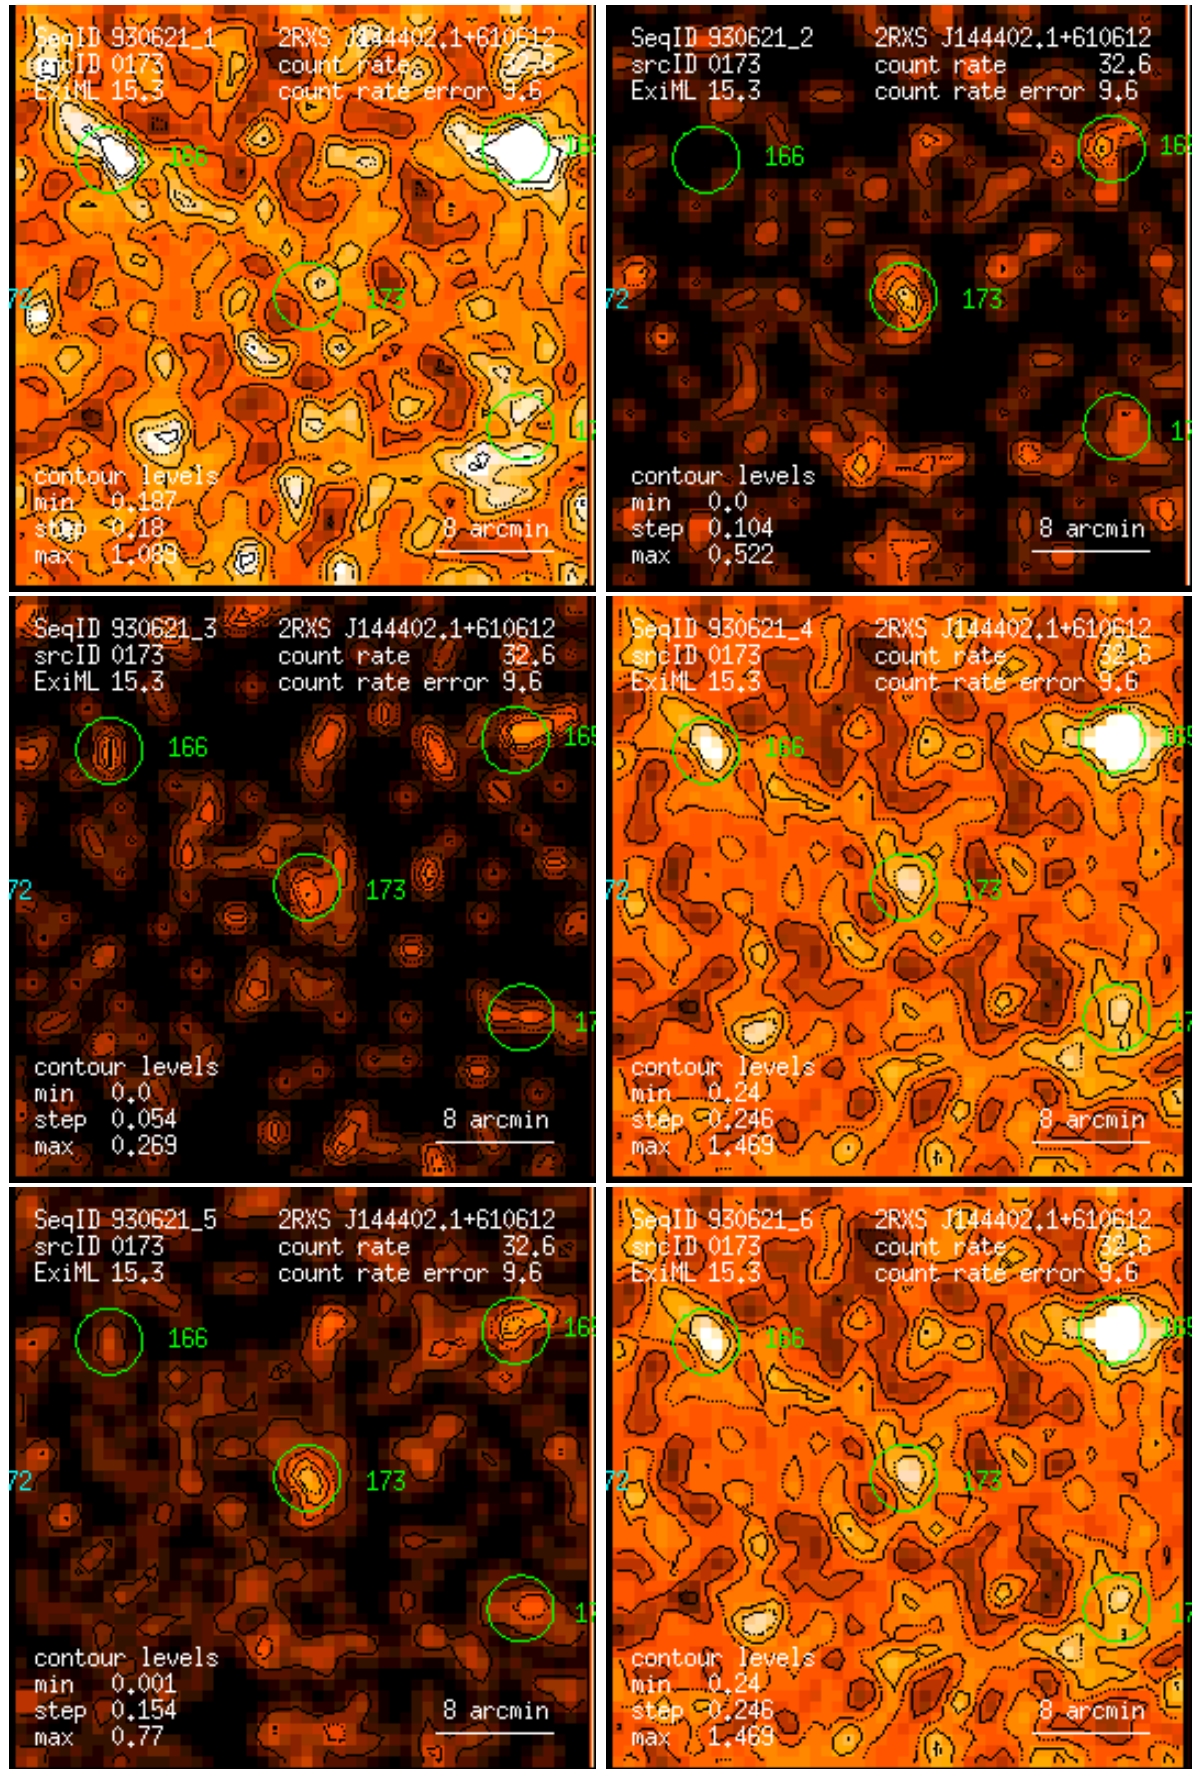 SeqID 930621_1 2RXS J144402.1+610612
srcID 0173 count rate 32.6
ExiML 15.3 count rate error 9.6
166
173
72
contour levels
min 0.187
step 0.18
max 1.089
8 arcmin
SeqID 930621_2 2RXS J144402.1+610612
srcID 0173 count rate 32.6
ExiML 15.3 count rate error 9.6
166
173
72
contour levels
min 0.0
step 0.104
max 0.522
8 arcmin
SeqID 930621_3 2RXS J144402.1+610612
srcID 0173 count rate 32.6
ExiML 15.3 count rate error 9.6
166
165
173
72
17
contour levels
min 0.0
step 0.054
max 0.269
8 arcmin
SeqID 930621_4 2RXS J144402.1+610612
srcID 0173 count rate 32.6
ExiML 15.3 count rate error 9.6
166
165
173
72
17
contour levels
min 0.24
step 0.246
max 1.469
8 arcmin
SeqID 930621_5 2RXS J144402.1+610612
srcID 0173 count rate 32.6
ExiML 15.3 count rate error 9.6
166
165
173
72
17
contour levels
min 0.001
step 0.154
max 0.77
8 arcmin
SeqID 930621_6 2RXS J144402.1+610612
srcID 0173 count rate 32.6
ExiML 15.3 count rate error 9.6
166
165
173
72
17
contour levels
min 0.24
step 0.246
max 1.469
8 arcmin